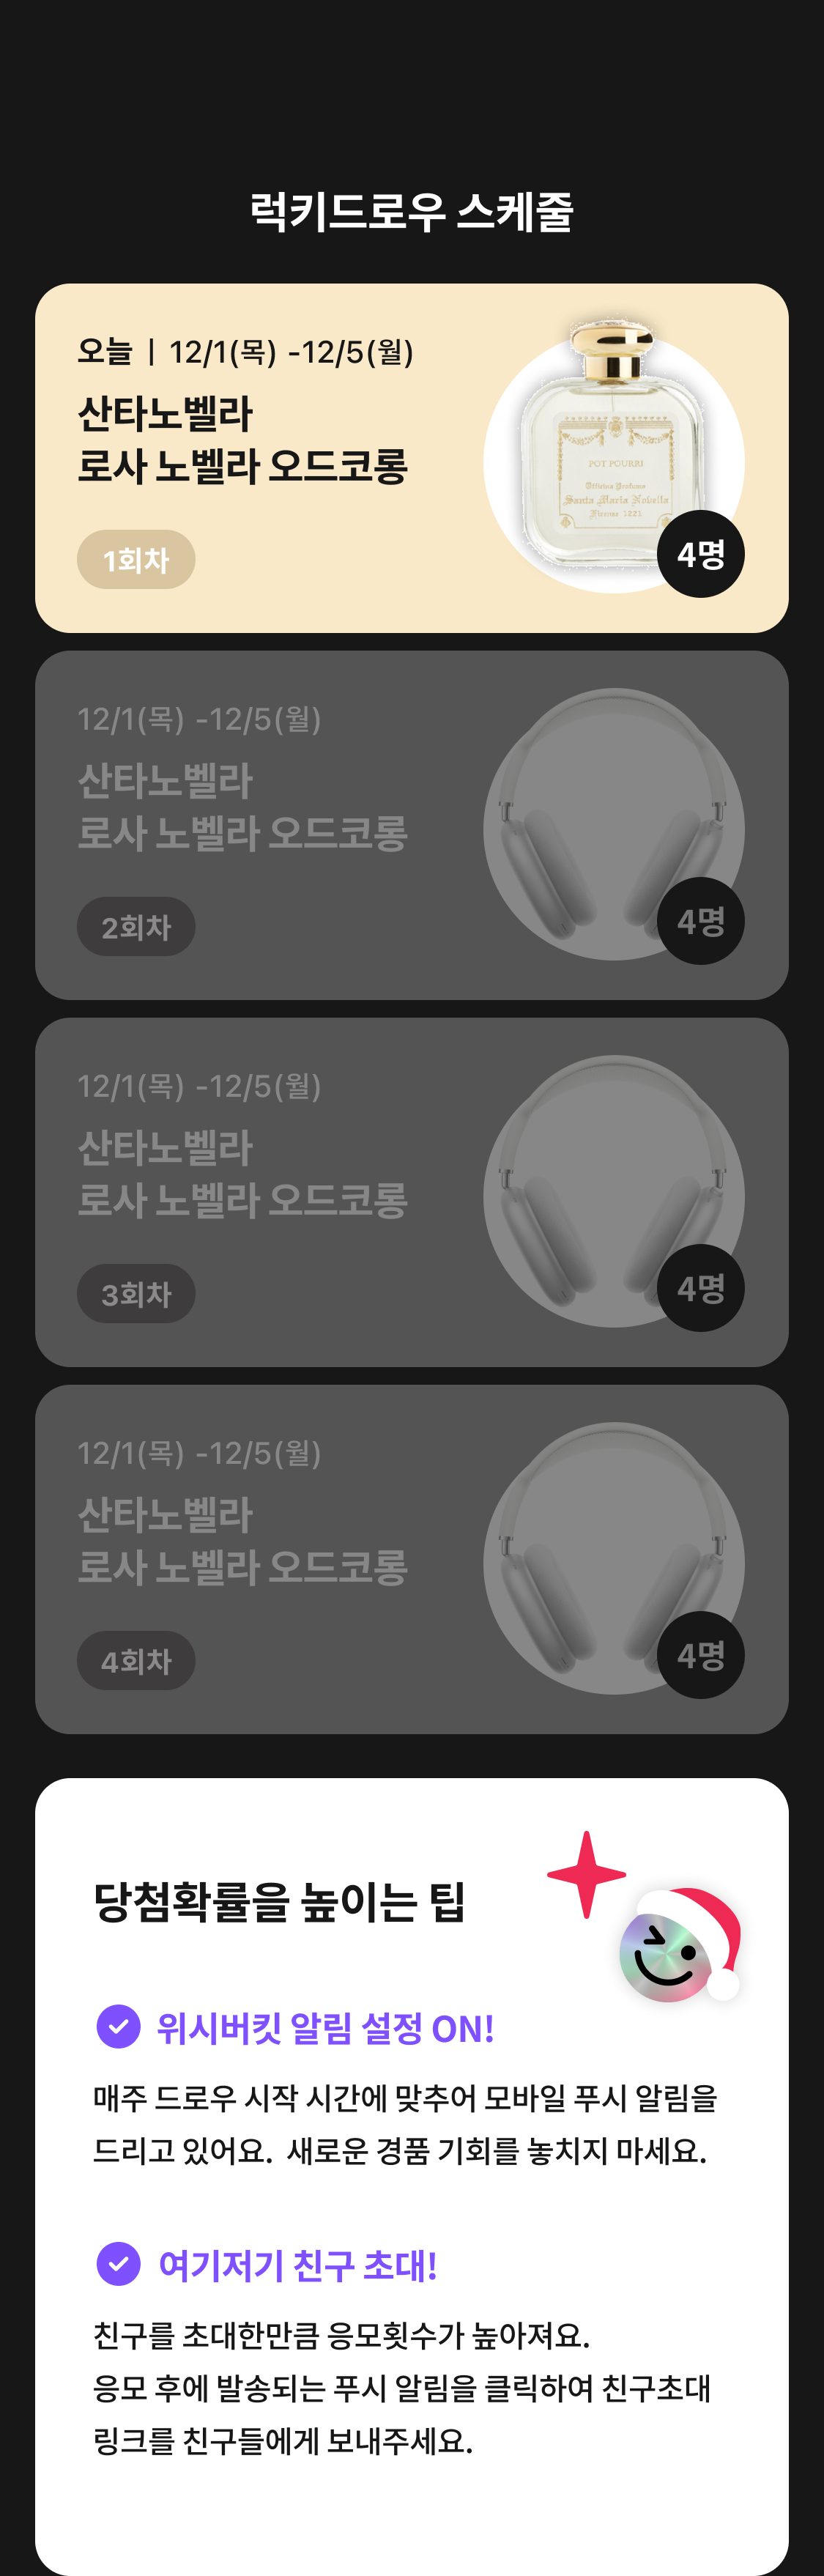 럭키드로우 스케줄
오늘 | 12/1(목) -12/5(월)
산타노벨라
로사 노벨라 오드코롱
1회차
POT POURRI
Officina Profumo
Santa Maria Novella
Firenze 1221
4명
12/1(목) -12/5(월)
산타노벨라
로사 노벨라 오드코롱
2회차
4명
12/1(목) -12/5(월)
산타노벨라
로사 노벨라 오드코롱
3회차
4명
12/1(목) -12/5(월)
산타노벨라
로사 노벨라 오드코롱
4회차
4명
당첨확률을 높이는 팁
위시버킷 알림 설정 ON!
매주 드로우 시작 시간에 맞추어 모바일 푸시 알림을
드리고 있어요. 새로운 경품 기회를 놓치지 마세요.
여기저기 친구 초대!
친구를 초대한만큼 응모횟수가 높아져요.
응모 후에 발송되는 푸시 알림을 클릭하여 친구초대
링크를 친구들에게 보내주세요.